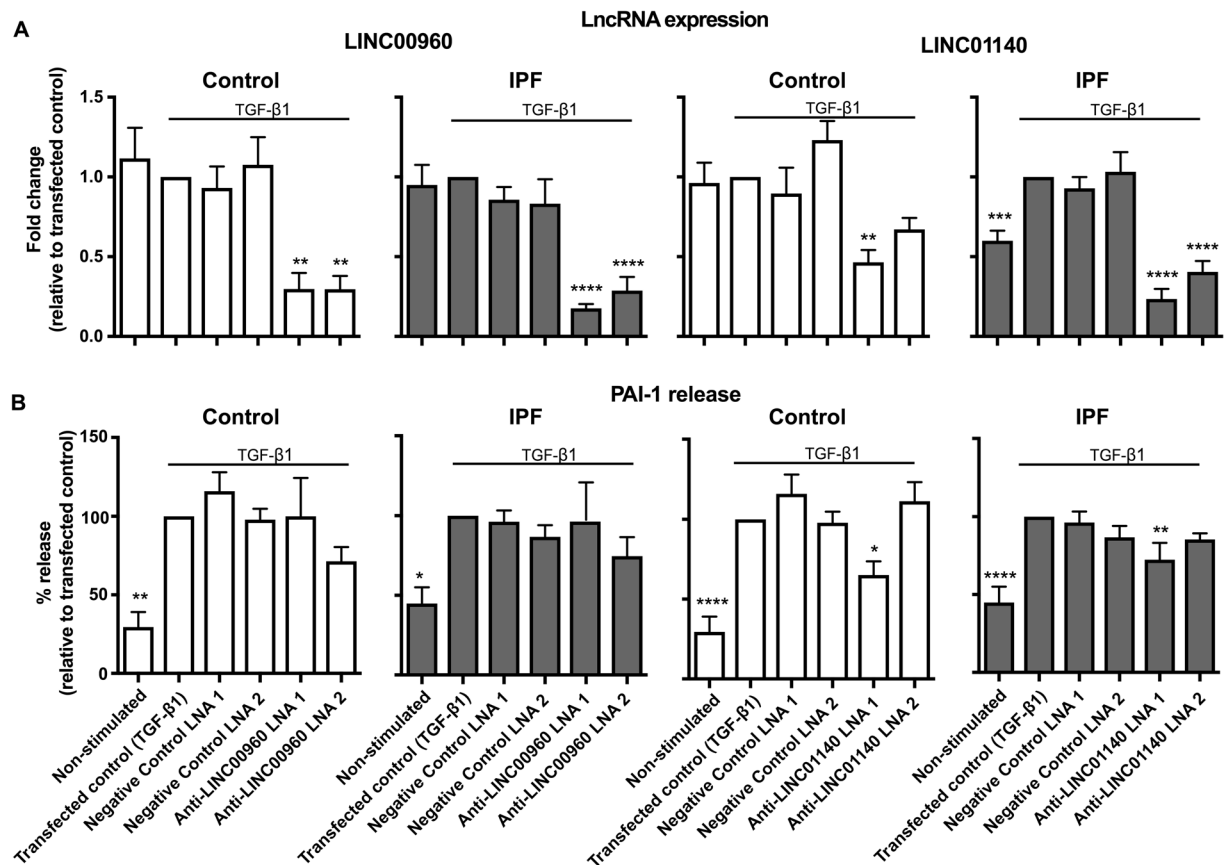 A
LncRNA expression
LINC00960
LINC01140
Control
IPF
Control
IPF
TGF-β1
TGF-β1
TGF-β1
TGF-β1
Fold change
(relative to transfected control)
1.5
1.0
0.5
0.0
**
**
****
****
**
***
****
****
B
PAI-1 release
Control
IPF
Control
IPF
TGF-β1
TGF-β1
TGF-β1
TGF-β1
% release
(relative to transfected control)
150
100
50
0
**
*
****
*
****
**
Non-stimulated
Transfected control (TGF-β1)
Negative Control LNA 1
Negative Control LNA 2
Anti-LINC00960 LNA 1
Anti-LINC00960 LNA 2
Non-stimulated
Transfected control (TGF-β1)
Negative Control LNA 1
Negative Control LNA 2
Anti-LINC00960 LNA 1
Anti-LINC00960 LNA 2
Non-stimulated
Transfected control (TGF-β1)
Negative Control LNA 1
Negative Control LNA 2
Anti-LINC01140 LNA 1
Anti-LINC01140 LNA 2
Non-stimulated
Transfected control (TGF-β1)
Negative Control LNA 1
Negative Control LNA 2
Anti-LINC01140 LNA 1
Anti-LINC01140 LNA 2